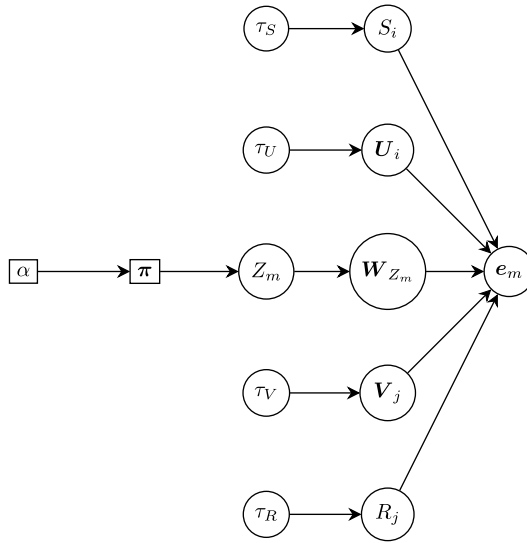 τ_S S_i
τ_U U_i
α π Z_m W_{Z_m} e_m
τ_V V_j
τ_R R_j